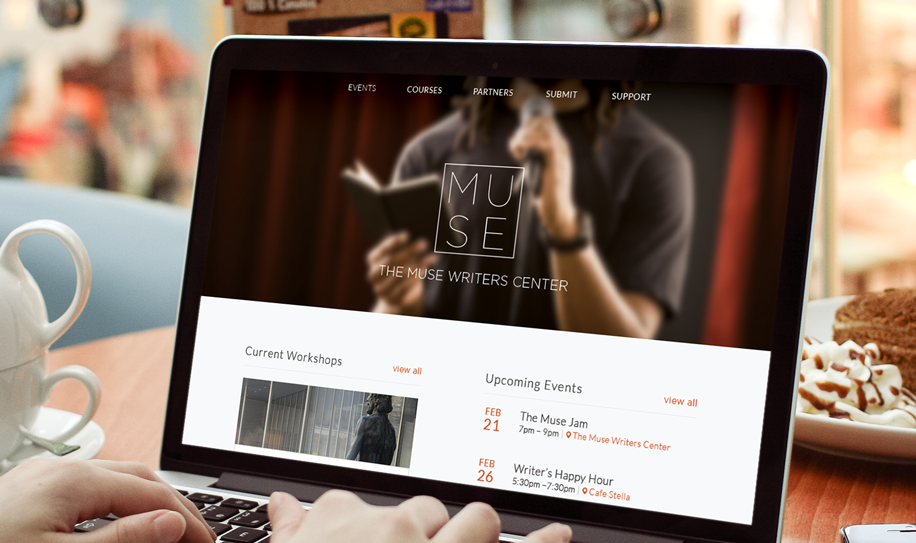 EVENTS COURSES PARTNERS SUBMIT SUPPORT
MU
SE
THE MUSE WRITERS CENTER
Current Workshops
view all
Upcoming Events
view all
FEB
21
The Muse Jam
7pm – 9pm | The Muse Writers Center
FEB
26
Writer's Happy Hour
5:30pm –7:30pm | Cafe Stella